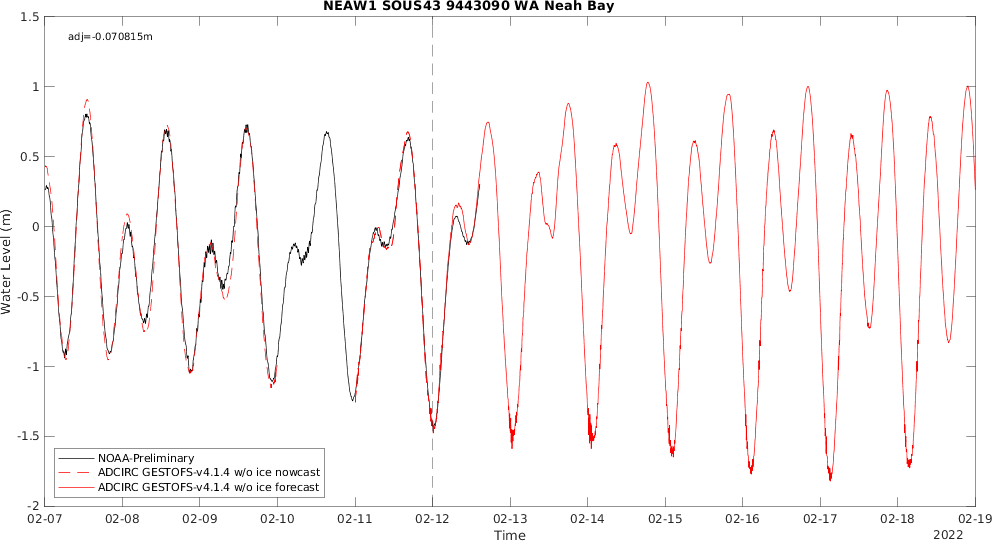 NEAW1 SOUS43 9443090 WA Neah Bay
adj=-0.070815m
1.5
1
0.5
0
-0.5
-1
-1.5
-2
Water Level (m)
NOAA-Preliminary
ADCIRC GESTOFS-v4.1.4 w/o ice nowcast
ADCIRC GESTOFS-v4.1.4 w/o ice forecast
02-07 02-08 02-09 02-10 02-11 02-12 02-13 02-14 02-15 02-16 02-17 02-18 02-19
Time
2022